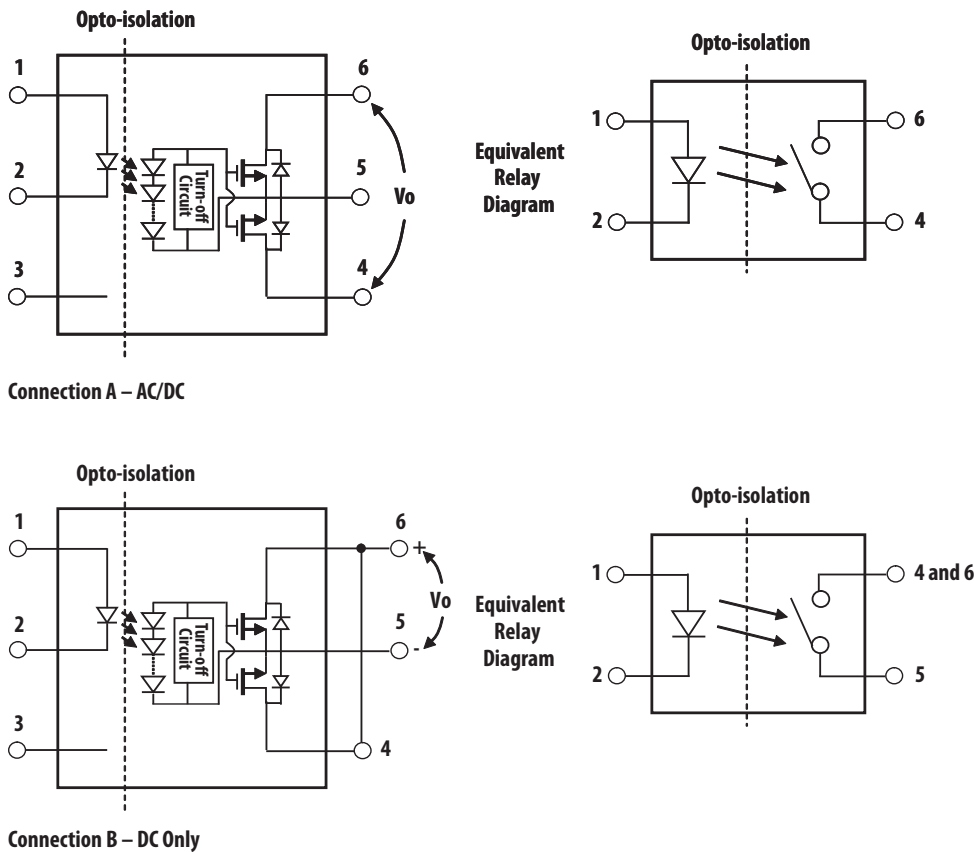 Opto-isolation
1
6
2
5
3
4
Turn-off
Circuit
Vo
Connection A – AC/DC
Equivalent
Relay
Diagram
Opto-isolation
1
6
2
4
Opto-isolation
1
6
+
2
5
-
3
4
Turn-off
Circuit
Vo
Connection B – DC Only
Equivalent
Relay
Diagram
Opto-isolation
1
4 and 6
2
5